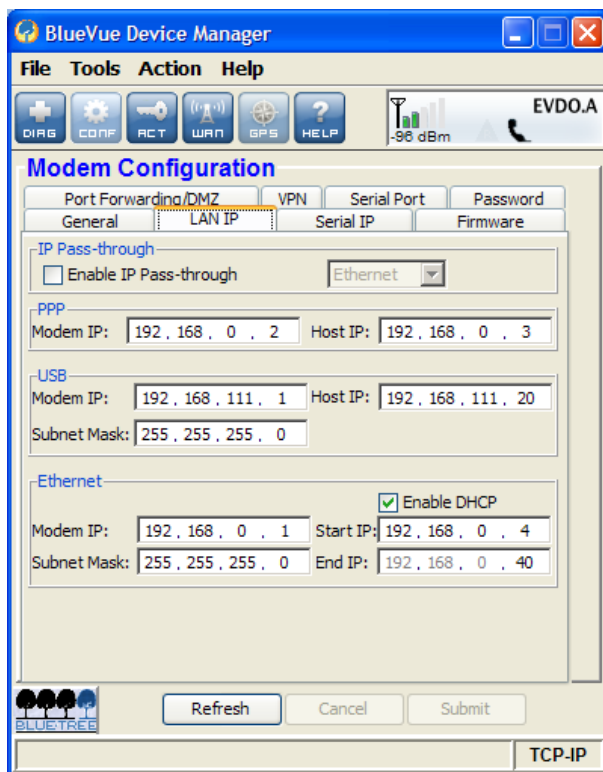 BlueVue Device Manager
File Tools Action Help
DIAG CONF ACT WAN GPS HELP -96 dBm EVDO.A
Modem Configuration
Port Forwarding/DMZ VPN Serial Port Password
General LAN IP Serial IP Firmware
IP Pass-through
Enable IP Pass-through Ethernet
PPP
Modem IP: 192 . 168 . 0 . 2 Host IP: 192 . 168 . 0 . 3
USB
Modem IP: 192 . 168 . 111 . 1 Host IP: 192 . 168 . 111 . 20
Subnet Mask: 255 . 255 . 255 . 0
Ethernet
Enable DHCP
Modem IP: 192 . 168 . 0 . 1 Start IP: 192 . 168 . 0 . 4
Subnet Mask: 255 . 255 . 255 . 0 End IP: 192 . 168 . 0 . 40
BLUETREE Refresh Cancel Submit
TCP-IP